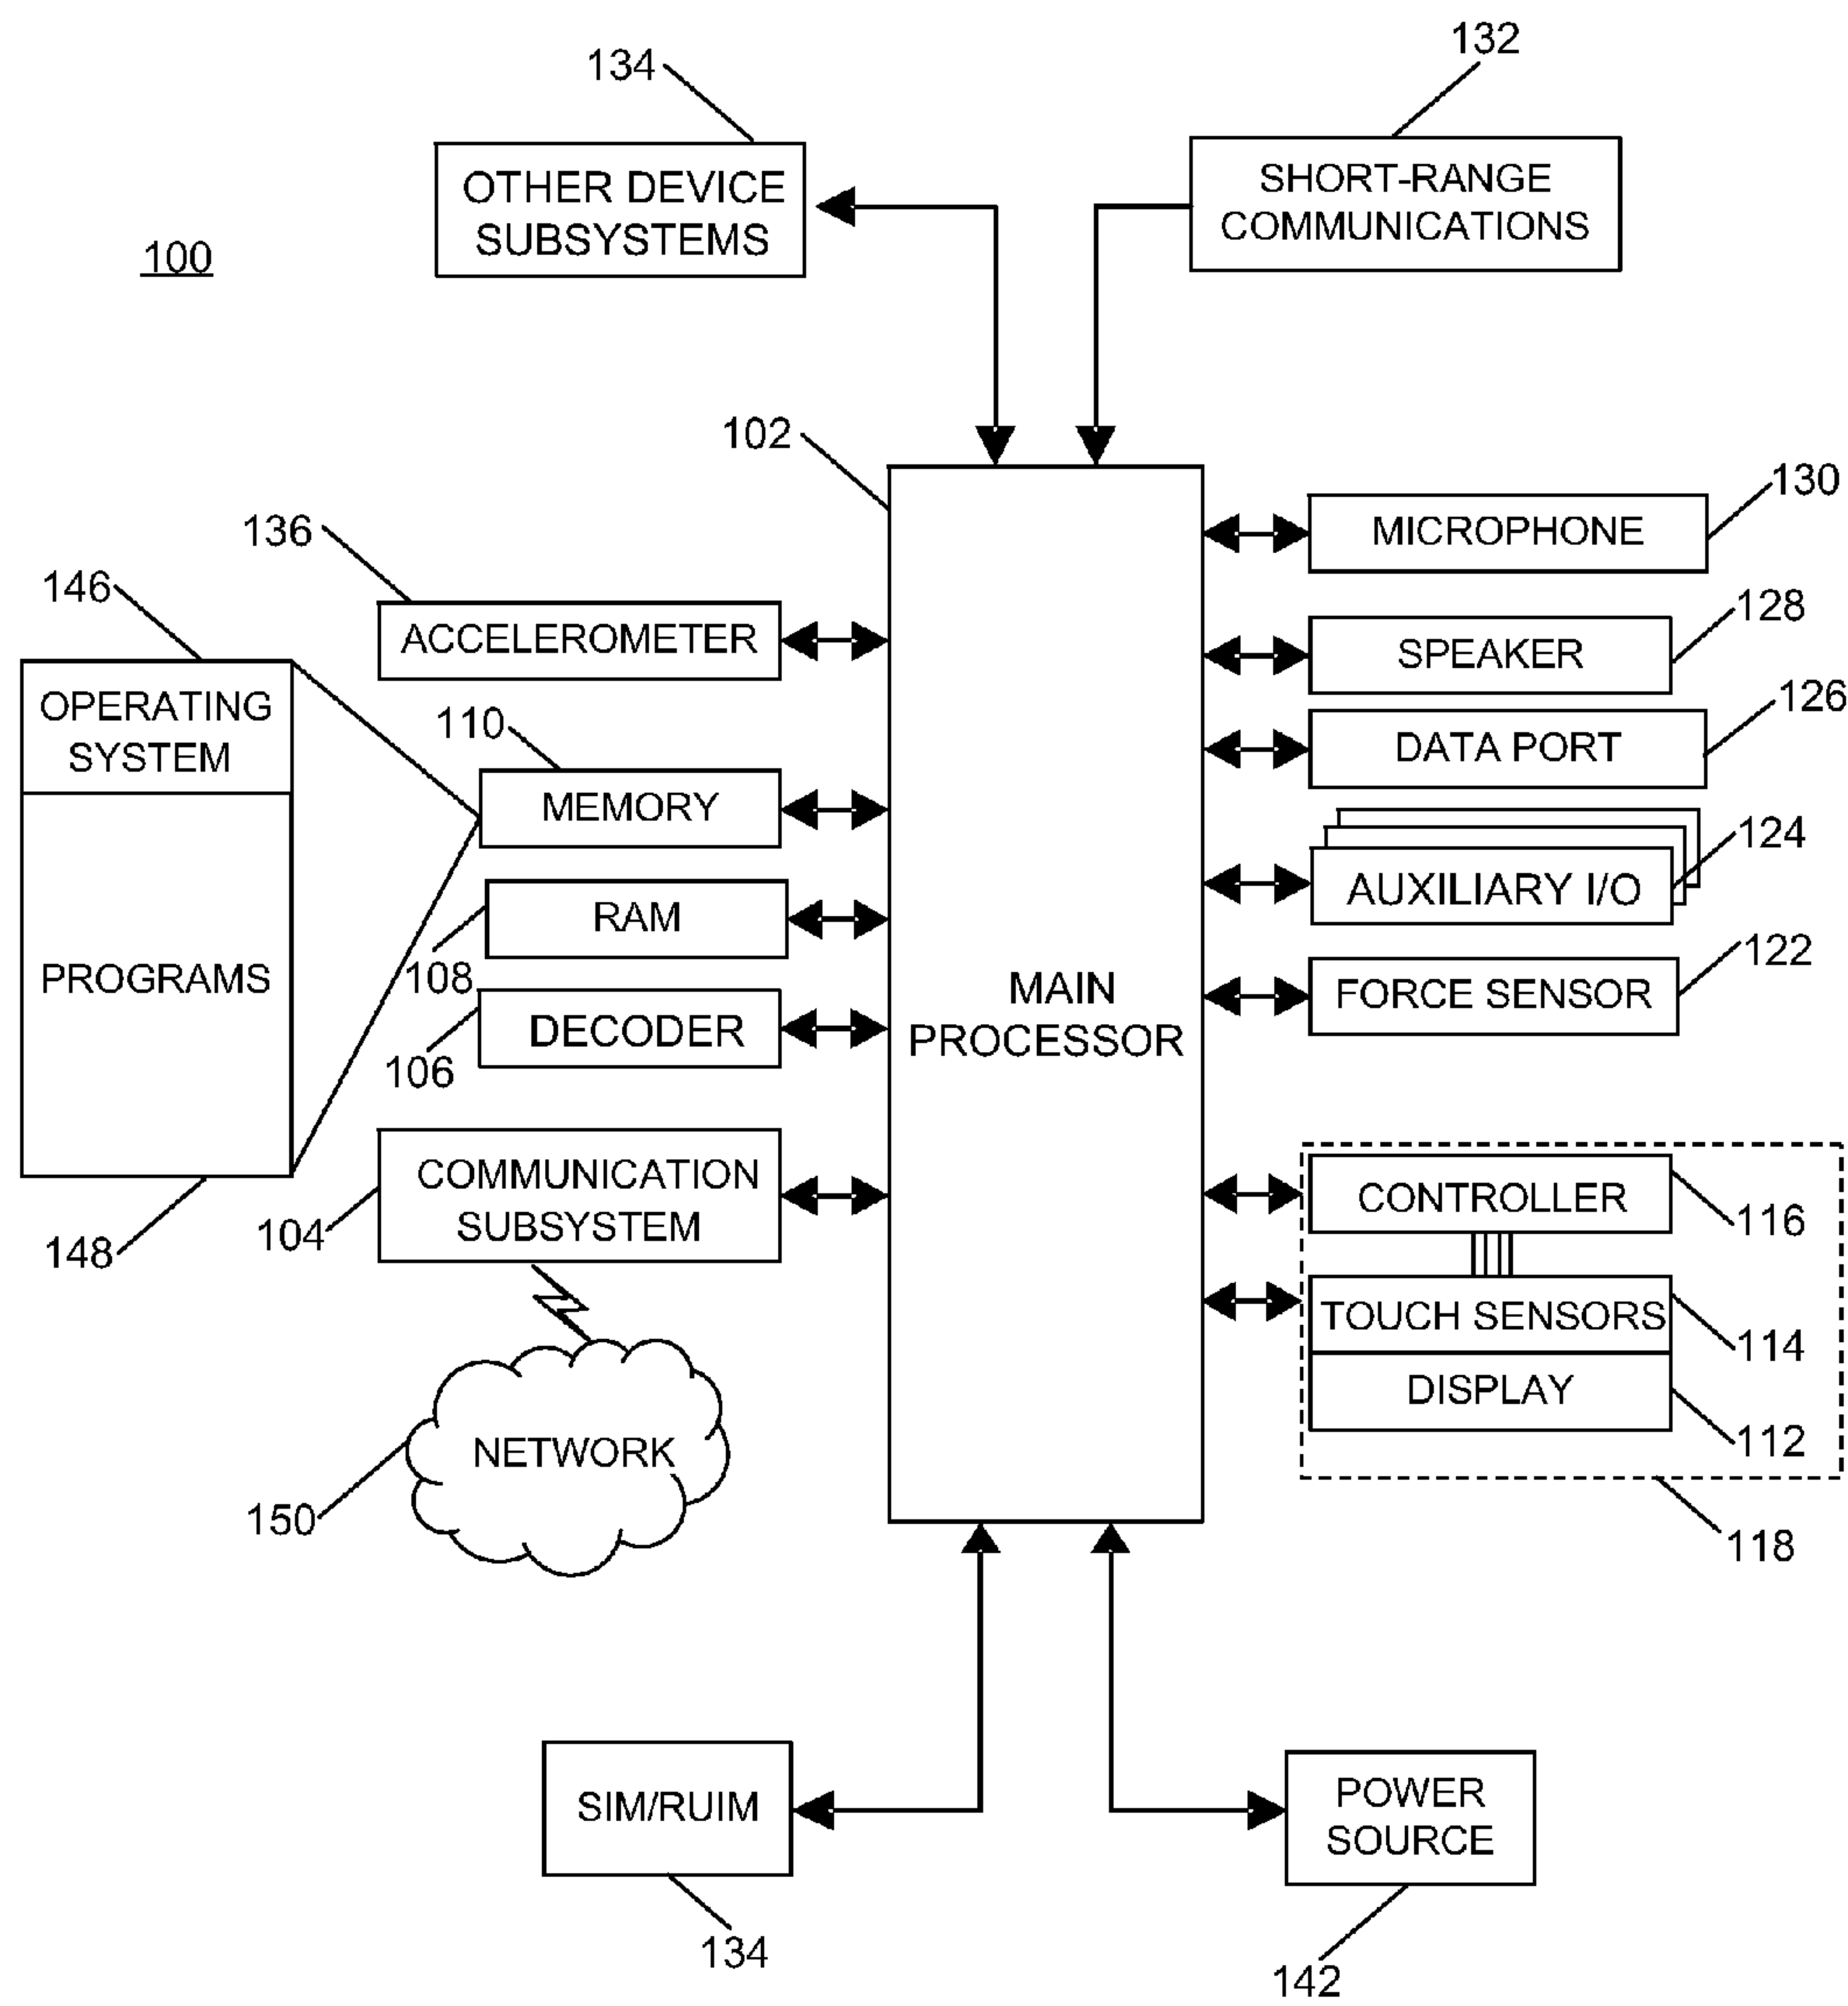 132
134
SHORT-RANGE
COMMUNICATIONS
OTHER DEVICE
SUBSYSTEMS
100
102
130
MICROPHONE
136
146
ACCELEROMETER
128
SPEAKER
OPERATING
SYSTEM
110
126
DATA PORT
MEMORY
124
AUXILIARY I/O
RAM
108
PROGRAMS
122
FORCE SENSOR
MAIN
PROCESSOR
DECODER
106
COMMUNICATION
SUBSYSTEM
104
148
CONTROLLER
116
TOUCH SENSORS
114
DISPLAY
112
NETWORK
150
118
SIM/RUIM
134
POWER
SOURCE
142